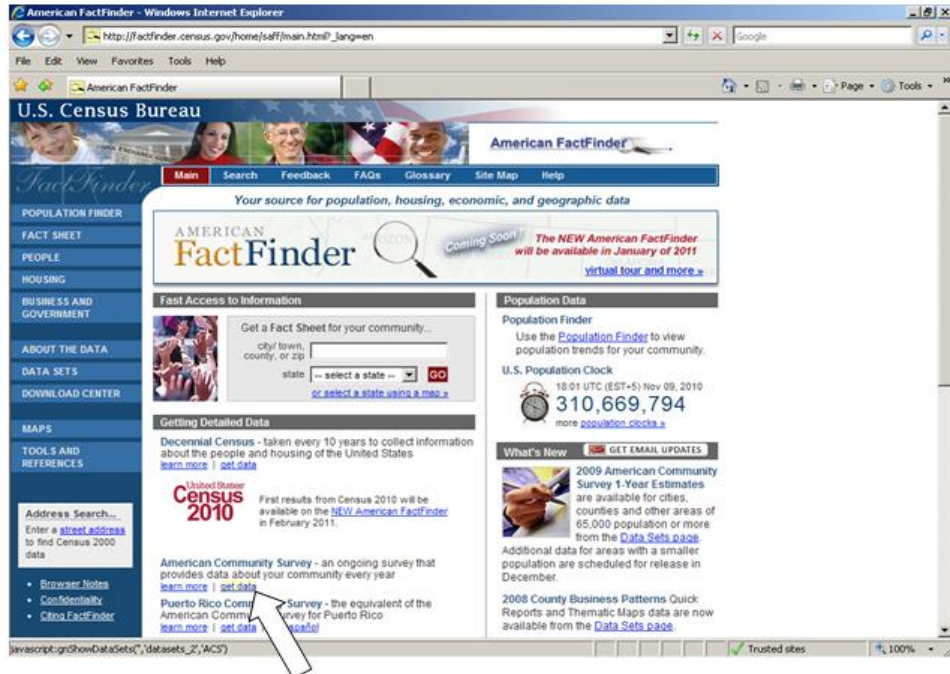 American FactFinder - Windows Internet Explorer
http://factfinder.census.gov/home/saff/main.html?_lang=en
Google
File Edit View Favorites Tools Help
American FactFinder
Page Tools
U.S. Census Bureau
American FactFinder
FactFinder
Main Search Feedback FAQs Glossary Site Map Help
Your source for population, housing, economic, and geographic data
POPULATION FINDER
FACT SHEET
PEOPLE
HOUSING
BUSINESS AND
GOVERNMENT
ABOUT THE DATA
DATA SETS
DOWNLOAD CENTER
MAPS
TOOLS AND
REFERENCES
Address Search...
Enter a street address
to find Census 2000
data
• Browser Notes
• Confidentiality
• Citing FactFinder
AMERICAN
FactFinder
Coming Soon!
The NEW American FactFinder
will be available in January of 2011
virtual tour and more »
Fast Access to Information
Get a Fact Sheet for your community...
city/ town,
county, or zip
state -- select a state -- GO
or select a state using a map »
Getting Detailed Data
Decennial Census - taken every 10 years to collect information
about the people and housing of the United States
learn more | get data
United States
Census
2010
First results from Census 2010 will be
available on the NEW American FactFinder
in February 2011.
American Community Survey - an ongoing survey that
provides data about your community every year
learn more | get data
Puerto Rico Comm Survey - the equivalent of the
American Comm rvey for Puerto Rico
learn more | get data español
Population Data
Population Finder
Use the Population Finder to view
population trends for your community.
U.S. Population Clock
18:01 UTC (EST+5) Nov 09, 2010
310,669,794
more population clocks »
What's New GET EMAIL UPDATES
2009 American Community
Survey 1-Year Estimates
are available for cities,
counties and other areas of
65,000 population or more
from the Data Sets page.
Additional data for areas with a smaller
population are scheduled for release in
December.
2008 County Business Patterns Quick
Reports and Thematic Maps data are now
available from the Data Sets page.
javascript:gnShowDataSets('','datasets_2','ACS')
Trusted sites
100%